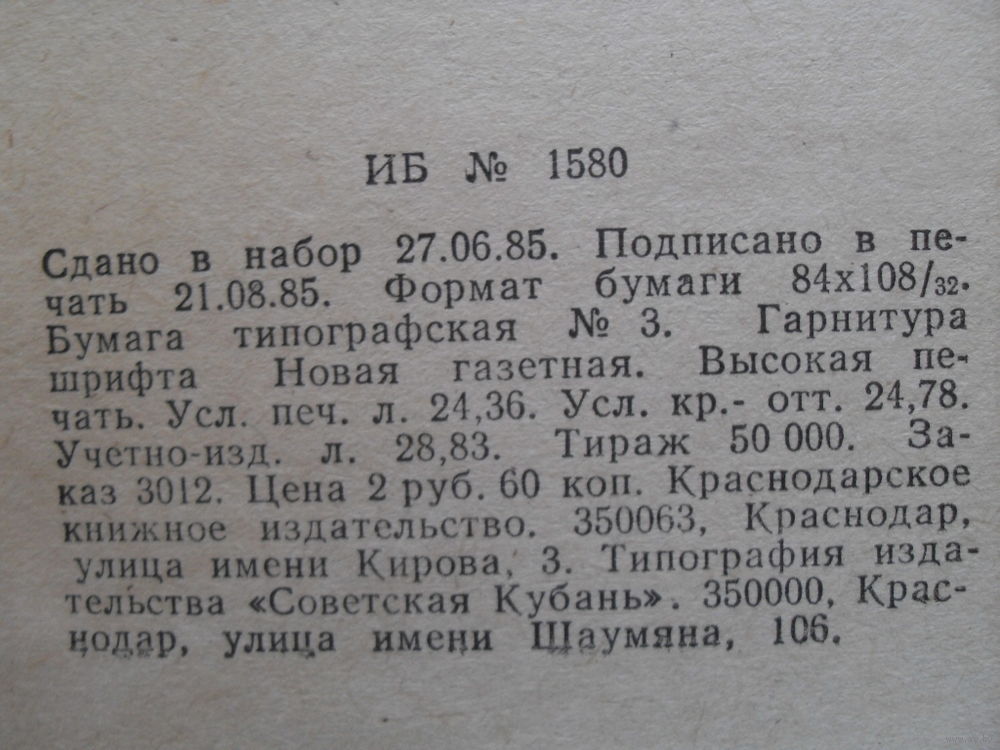 ИБ № 1580
Сдано в набор 27.06.85. Подписано в пе-
чать 21.08.85. Формат бумаги 84х108/32.
Бумага типографская № 3. Гарнитура
шрифта Новая газетная. Высокая пе-
чать. Усл. печ. л. 24,36. Усл. кр.- отт. 24,78.
Учетно-изд. л. 28,83. Тираж 50 000. За-
каз 3012. Цена 2 руб. 60 коп. Краснодарское
книжное издательство. 350063, Краснодар,
улица имени Кирова, 3. Типография изда-
тельства «Советская Кубань». 350000, Крас-
нодар, улица имени Шаумяна, 106.